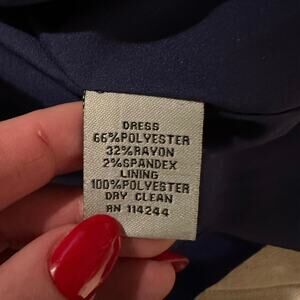 DRESS
66%POLYESTER
32%RAYON
2%SPANDEX
LINING
100%POLYESTER
DRY CLEAN
RN 114244